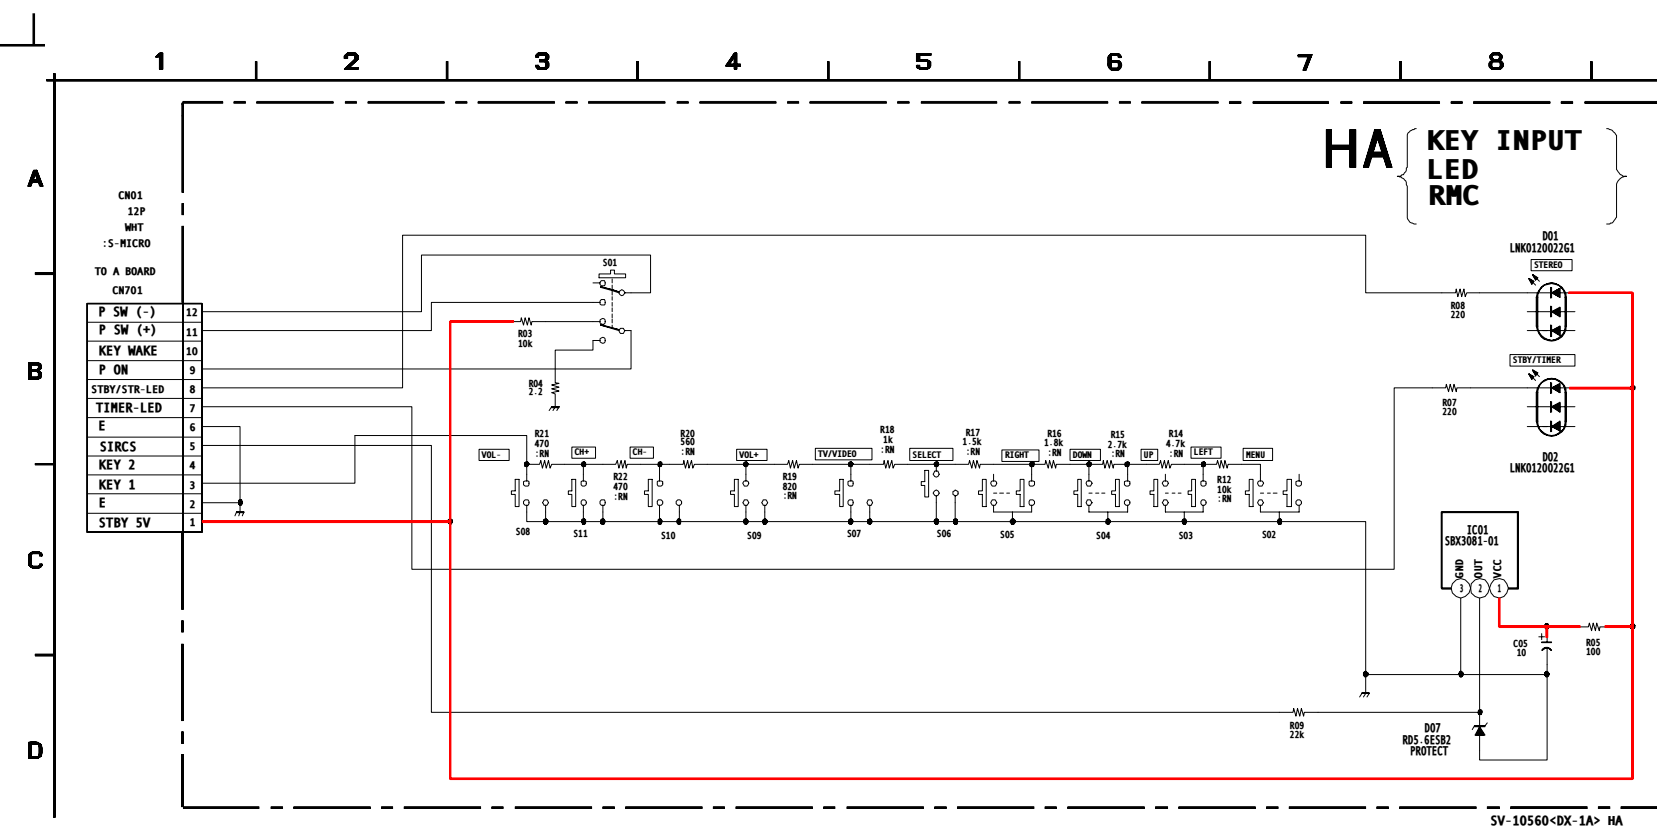 1 2 3 4 5 6 7 8
A
B
C
D
HA
KEY INPUT
LED
RMC
CN01
12P
WHT
:S-MICRO
TO A BOARD
CN701
P SW (-) 12
P SW (+) 11
KEY WAKE 10
P ON 9
STBY/STR-LED 8
TIMER-LED 7
E 6
SIRCS 5
KEY 2 4
KEY 1 3
E 2
STBY 5V 1
S01
R03
10k
R04
2.2
D01
LNK0120022G1
STEREO
R08
220
STBY/TIMER
R07
220
D02
LNK0120022G1
VOL-
R21
470
:RN
CH+
R22
470
:RN
CH-
R20
560
:RN
VOL+
R19
820
:RN
TV/VIDEO
R18
1k
:RN
SELECT
R17
1.5k
:RN
RIGHT
R16
1.8k
:RN
DOWN
R15
2.7k
:RN
UP
R14
4.7k
:RN
LEFT
R12
10k
:RN
MENU
S08 S11 S10 S09 S07 S06 S05 S04 S03 S02
IC01
SBX3081-01
GND OUT VCC
3 2 1
C05
10
+
R05
100
R09
22k
D07
RD5.6ESB2
PROTECT
SV-10560<DX-1A> HA